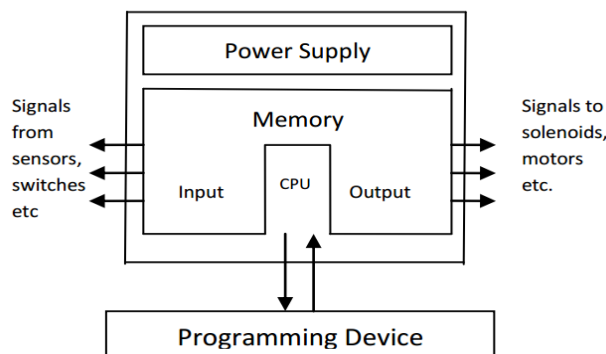 Power Supply
Signals
from
sensors,
switches
etc
Memory
Input
CPU
Output
Signals to
solenoids,
motors
etc.
Programming Device